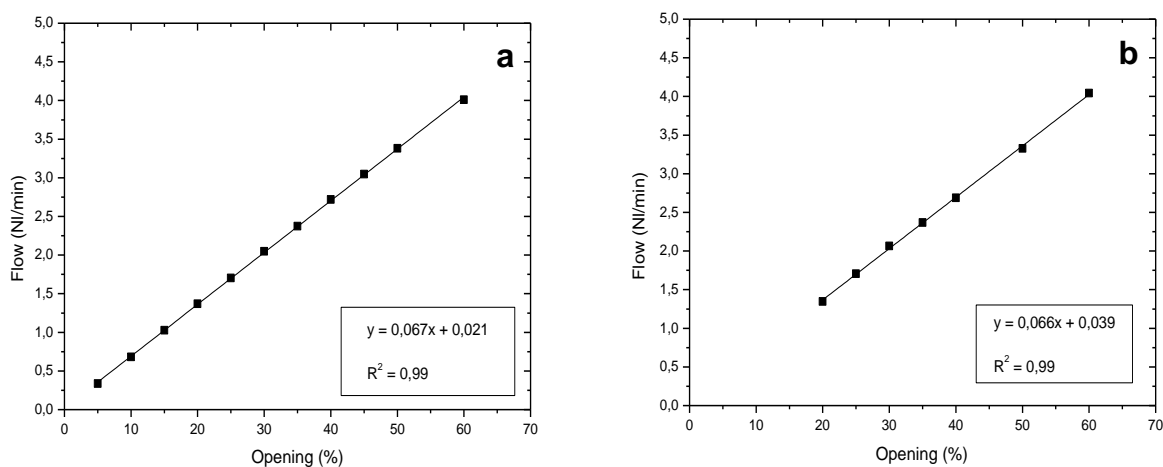 a
5,0
4,5
4,0
3,5
3,0
2,5
2,0
1,5
1,0
0,5
0,0
Flow (Nl/min)
y = 0,067x + 0,021
R² = 0,99
0 10 20 30 40 50 60 70
Opening (%)
b
5,0
4,5
4,0
3,5
3,0
2,5
2,0
1,5
1,0
0,5
0,0
Flow (Nl/min)
y = 0,066x + 0,039
R² = 0,99
0 10 20 30 40 50 60 70
Opening (%)